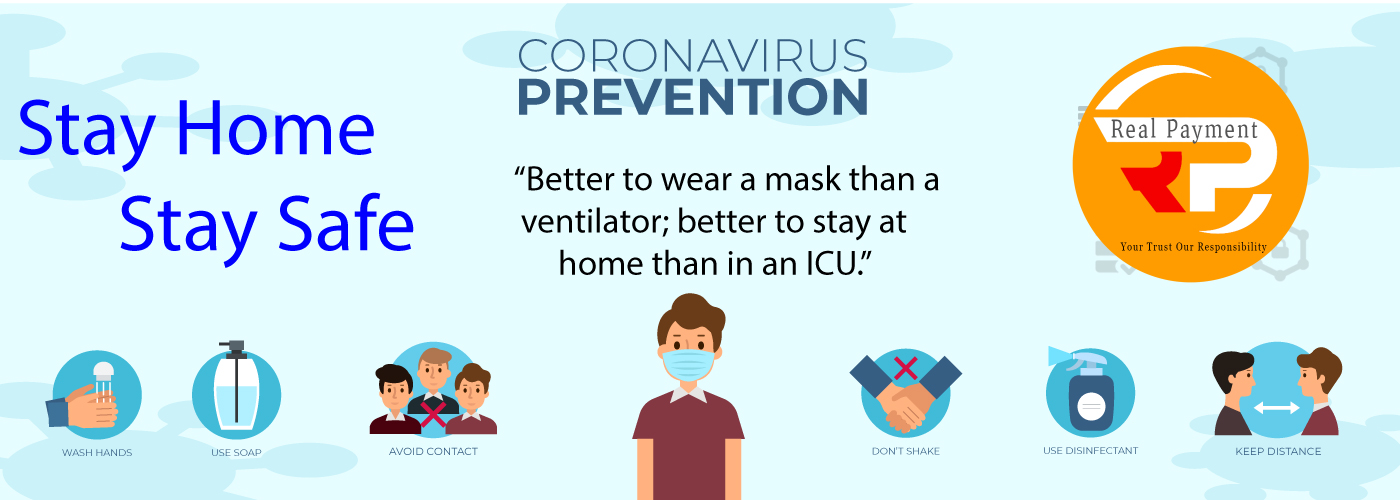 CORONAVIRUS
PREVENTION
Stay Home
Stay Safe
“Better to wear a mask than a
ventilator; better to stay at
home than in an ICU.”
Real Payment
RP
Your Trust Our Responsibility
WASH HANDS
USE SOAP
AVOID CONTACT
DON'T SHAKE
USE DISINFECTANT
KEEP DISTANCE